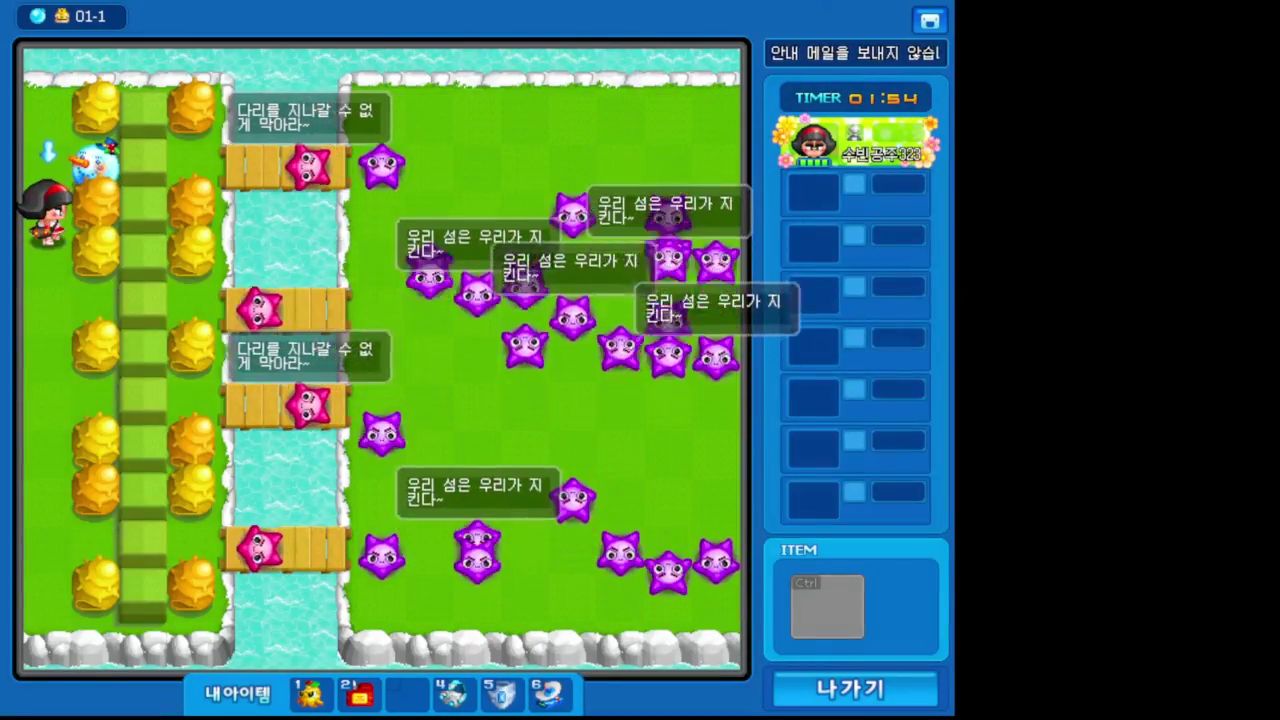 01-1
안내 메일을 보내지 않습
TIMER 01:54
다리를 지나갈 수 없
게 막아라~
수빈공주023
우리 섬은 우리가 지
킨다~
우리 섬은 우리가 지
킨다~
우리 섬은 우리가 지
킨다~
우리 섬은 우리가 지
킨다~
다리를 지나갈 수 없
게 막아라~
우리 섬은 우리가 지
킨다~
ITEM
Ctrl
내아이템
1 2 4 5 6
나가기